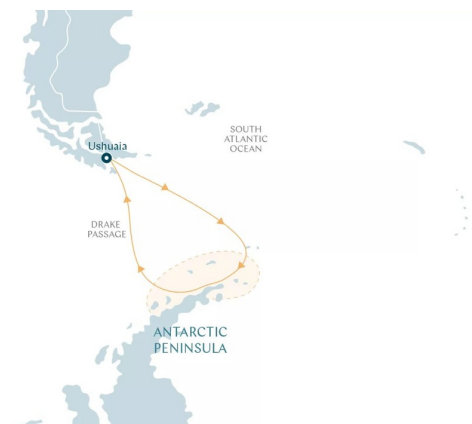 Ushuaia
SOUTH
ATLANTIC
OCEAN
DRAKE
PASSAGE
ANTARCTIC
PENINSULA